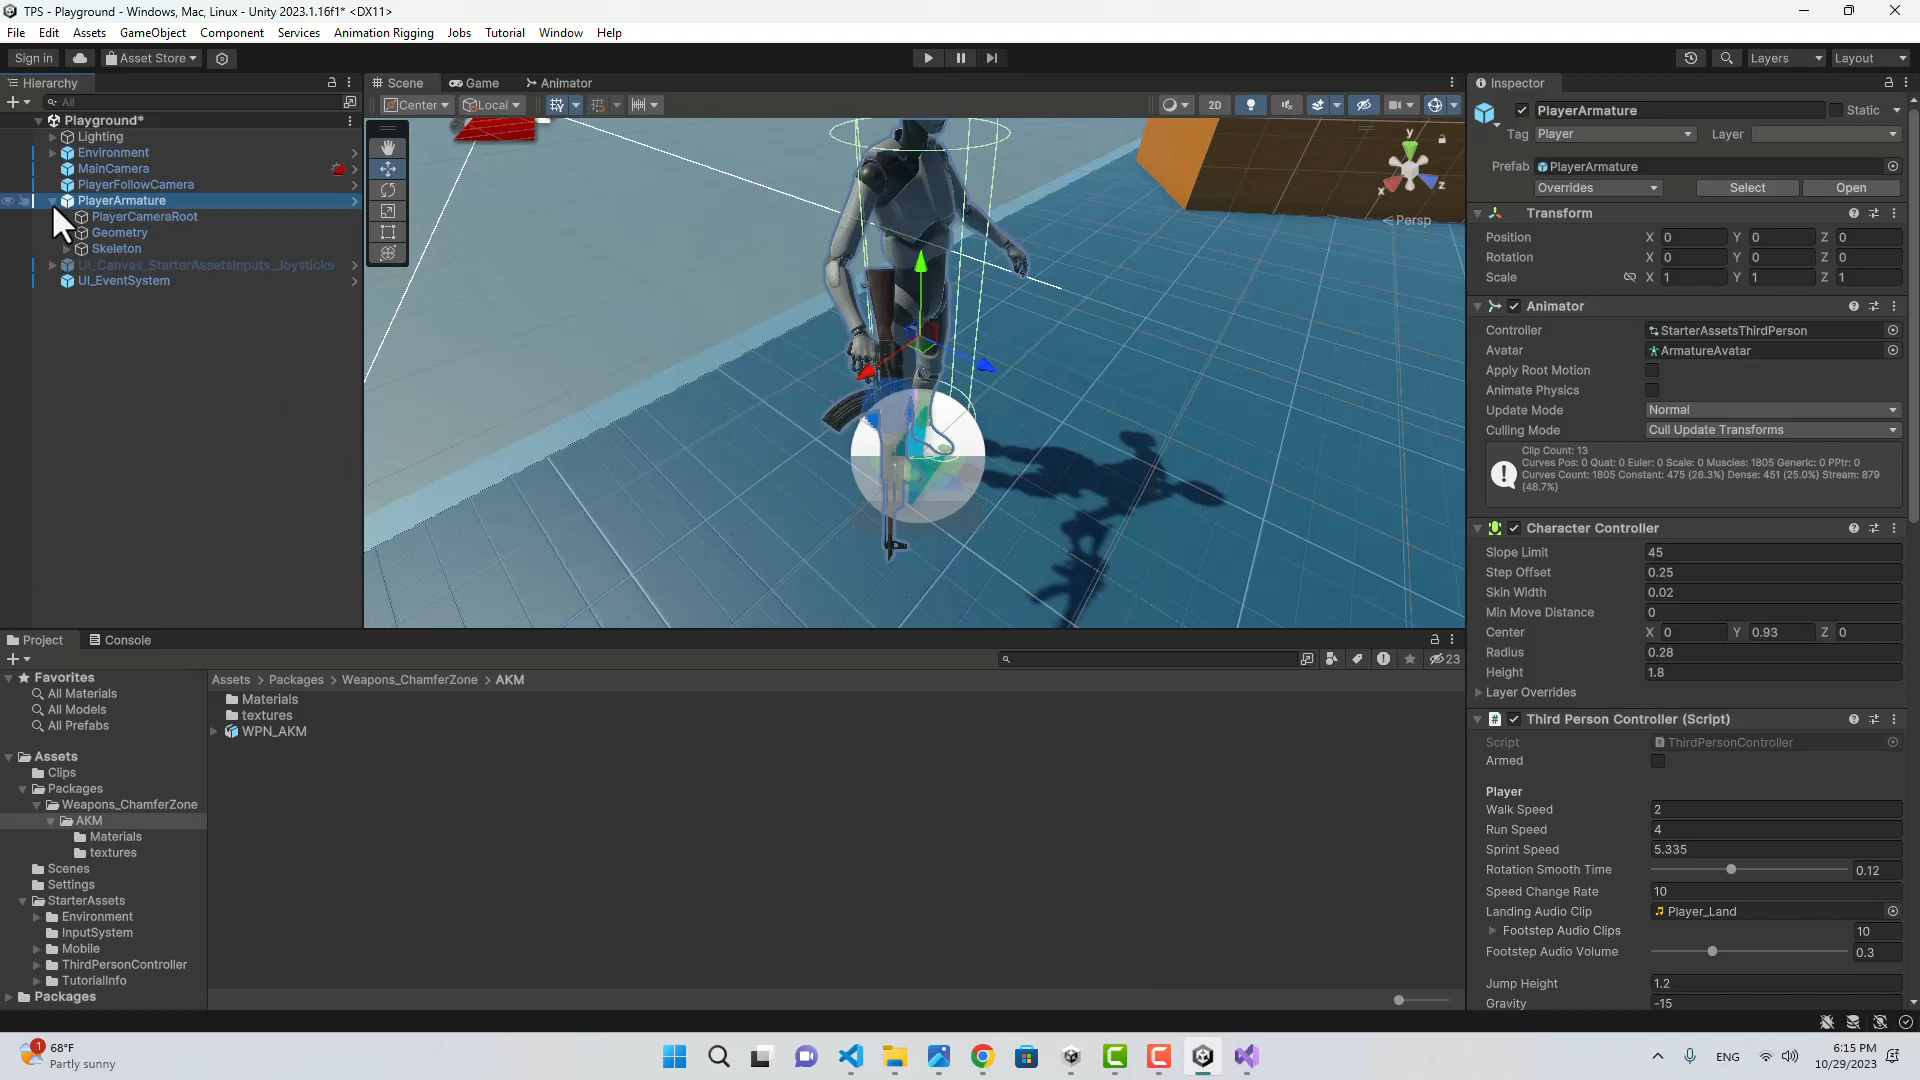 TPS - Playground - Windows, Mac, Linux - Unity 2023.1.16f1* <DX11>
File Edit Assets GameObject Component Services Animation Rigging Jobs Tutorial Window Help
Sign in Asset Store Layers Layout
Hierarchy Scene Game Animator Inspector
All Center Local 2D PlayerArmature Static
Playground*
Lighting Tag Player Layer
Environment
MainCamera Prefab PlayerArmature
PlayerFollowCamera Overrides Select Open
PlayerArmature
PlayerCameraRoot Transform
Geometry Position X 0 Y 0 Z 0
Skeleton Rotation X 0 Y 0 Z 0
UI_Canvas_StarterAssetsInputs_Joysticks Scale X 1 Y 1 Z 1
UI_EventSystem
y
x z
Persp
Animator
Controller StarterAssetsThirdPerson
Avatar ArmatureAvatar
Apply Root Motion
Animate Physics
Update Mode Normal
Culling Mode Cull Update Transforms
Clip Count: 13
Curves Pos: 0 Quat: 0 Euler: 0 Scale: 0 Muscles: 1805 Generic: 0 PPtr: 0
Curves Count: 1805 Constant: 475 (26.3%) Dense: 451 (25.0%) Stream: 879
(48.7%)
Character Controller
Slope Limit 45
Step Offset 0.25
Skin Width 0.02
Min Move Distance 0
Center X 0 Y 0.93 Z 0
Radius 0.28
Height 1.8
Layer Overrides
Third Person Controller (Script)
Script ThirdPersonController
Armed
Player
Walk Speed 2
Run Speed 4
Sprint Speed 5.335
Rotation Smooth Time 0.12
Speed Change Rate 10
Landing Audio Clip Player_Land
Footstep Audio Clips 10
Footstep Audio Volume 0.3
Jump Height 1.2
Gravity -15
Project Console
23
Favorites
All Materials
All Models
All Prefabs
Assets
Clips
Packages
Weapons_ChamferZone
AKM
Materials
textures
Scenes
Settings
StarterAssets
Environment
InputSystem
Mobile
ThirdPersonController
TutorialInfo
Packages
Assets > Packages > Weapons_ChamferZone > AKM
Materials
textures
WPN_AKM
1
68°F
Partly sunny
ENG
6:15 PM
10/29/2023